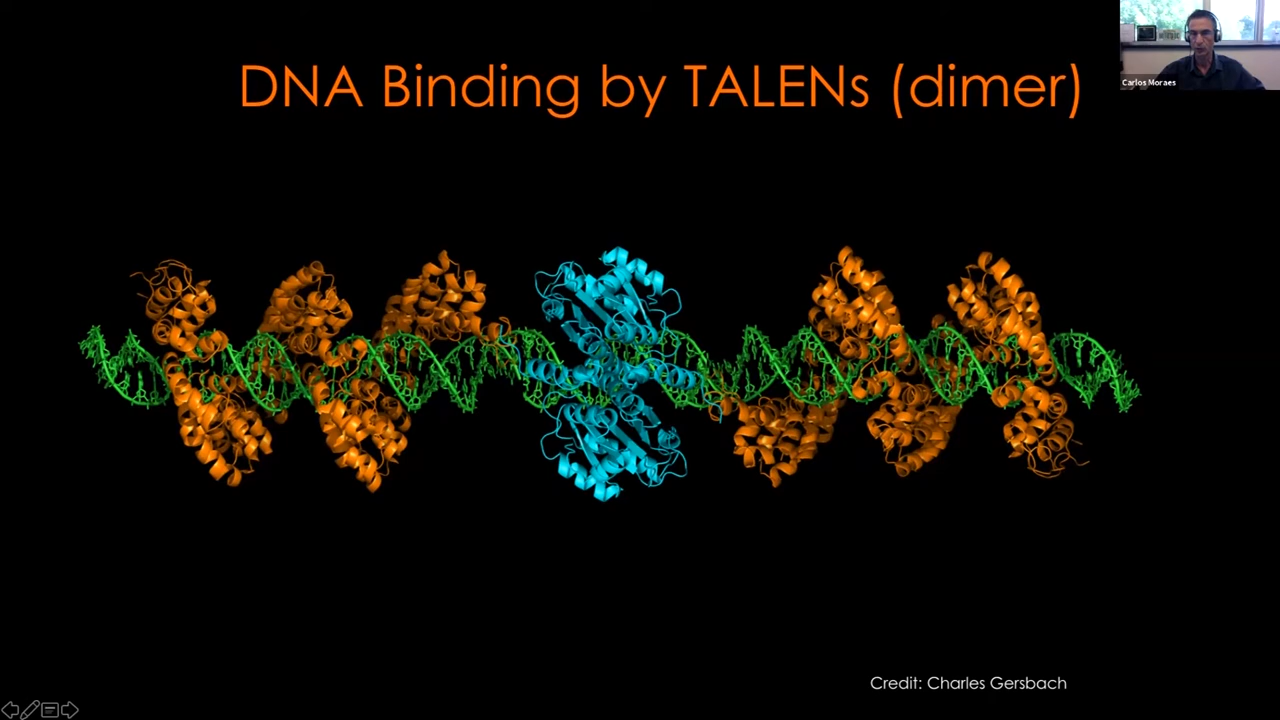 DNA Binding by TALENs (dimer)
Carlos Moraes
Credit: Charles Gersbach